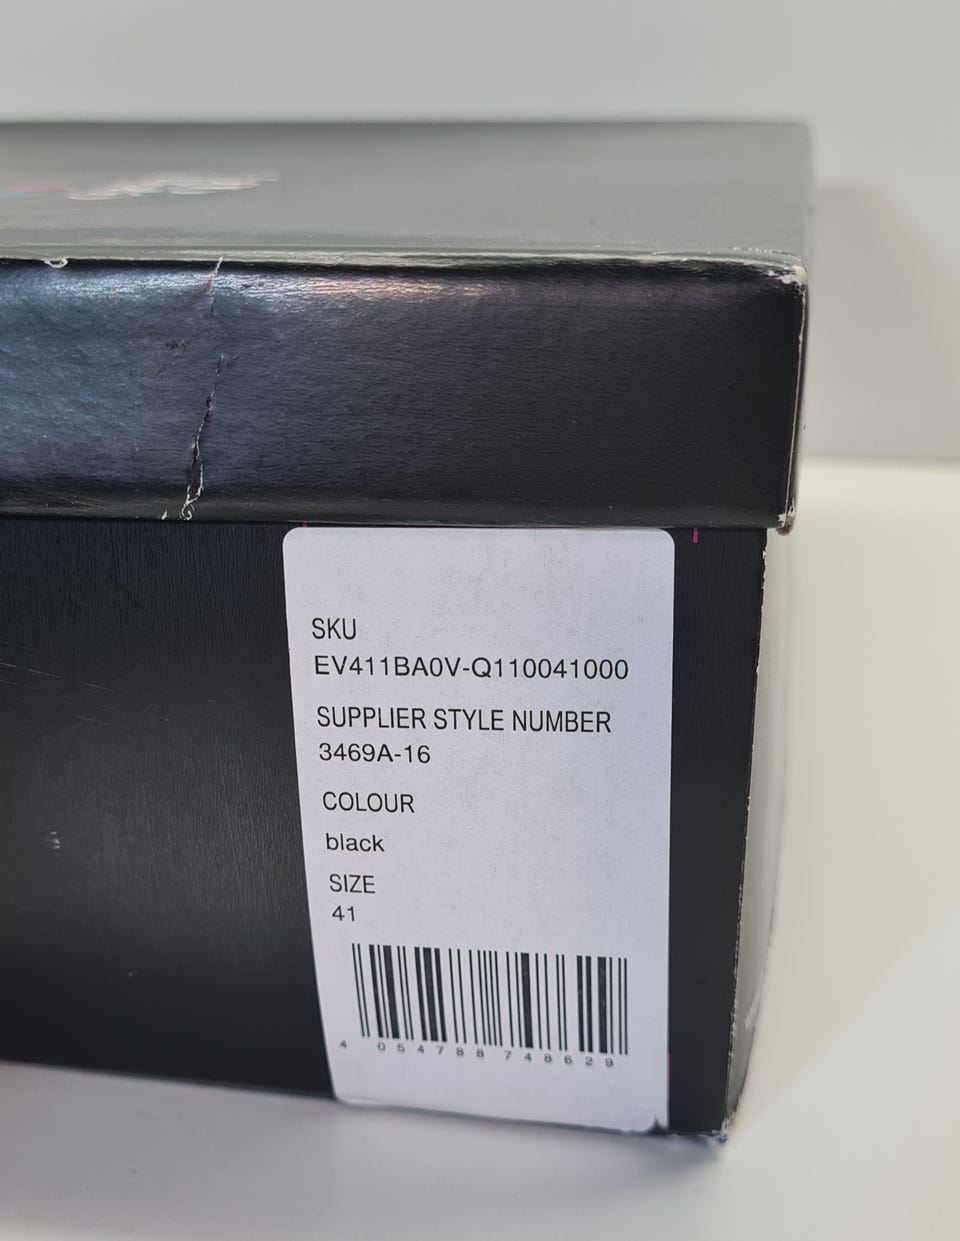 SKU
EV411BA0V-Q110041000
SUPPLIER STYLE NUMBER
3469A-16
COLOUR
black
SIZE
41
4 054788 748629